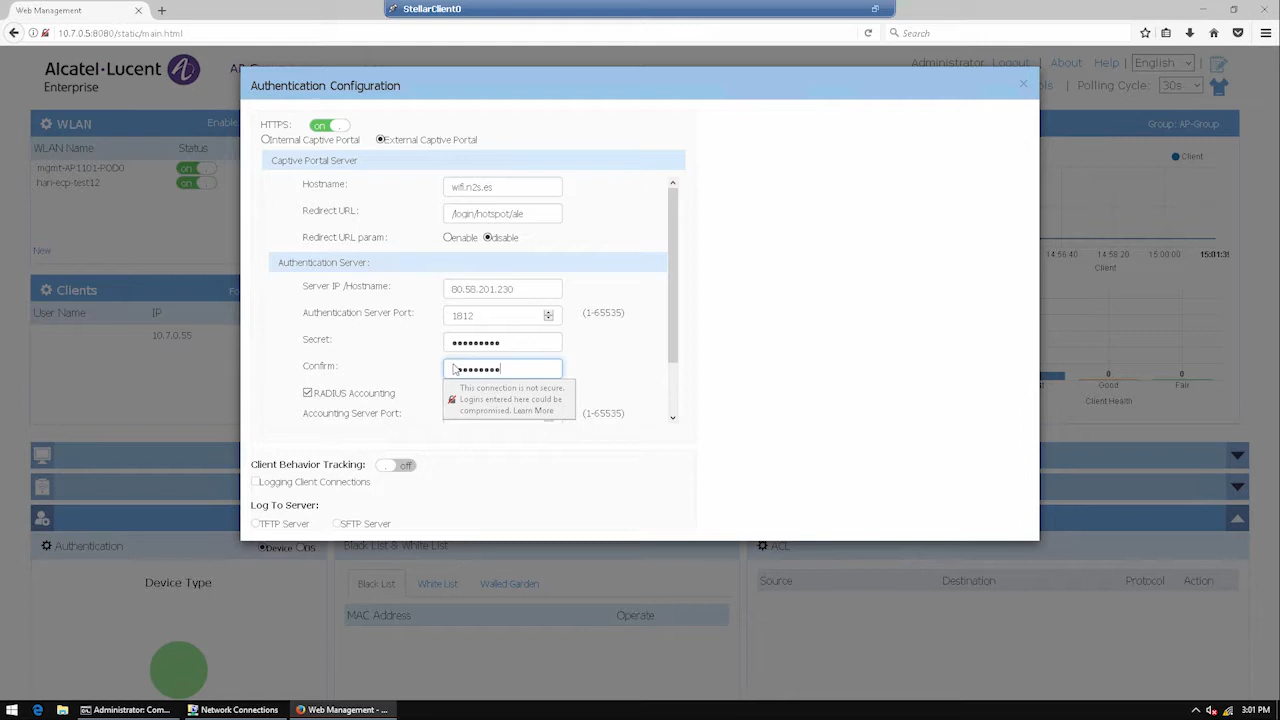 Web Management
StellarClient0
10.7.0.5:8080/static/main.html
Search
Alcatel·Lucent
Enterprise
Administrator Logout About Help English
Polling Cycle: 30s
Authentication Configuration
WLAN
Enable
Group: AP-Group
WLAN Name Status
mgmt-AP1101-POD0 on
han-ecp-test12 on
New
Client
HTTPS: on
Internal Captive Portal External Captive Portal
Captive Portal Server
Hostname: wifi.n2s.es
Redirect URL: /login/hotspot/ale
Redirect URL param: enable disable
Authentication Server:
Server IP /Hostname: 80.58.201.230
Authentication Server Port: 1812 (1-65535)
Secret: •••••••••
Confirm:
This connection is not secure.
Logins entered here could be
compromised. Learn More
RADIUS Accounting
Accounting Server Port: (1-65535)
14:56:40 14:58:20 15:00:00 15:01:39
Client
Clients
User Name IP
10.7.0.55
0 0
Good Fair
Client Health
Client Behavior Tracking: off
Logging Client Connections
Log To Server:
TFTP Server SFTP Server
Authentication Device OS
Black List & White List
ACL
Device Type
Black List White List Walled Garden
MAC Address Operate
Source Destination Protocol Action
Administrator: Com... Network Connections Web Management - ...
3:01 PM